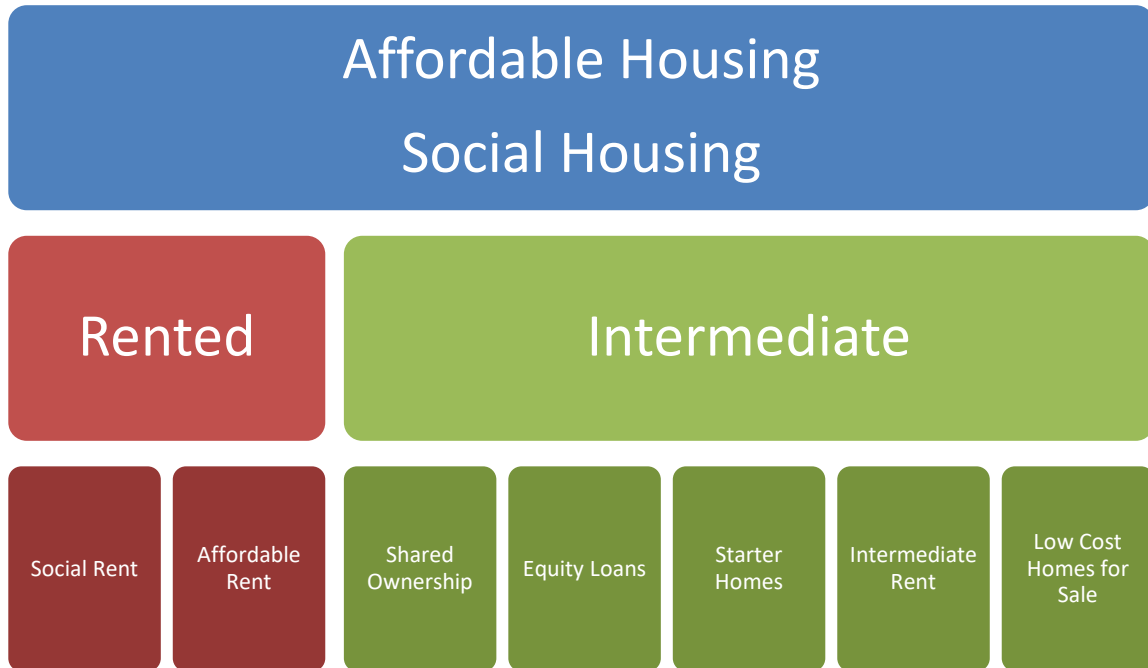 Affordable Housing
Social Housing
Rented
Intermediate
Social Rent
Affordable
Rent
Shared
Ownership
Equity Loans
Starter
Homes
Intermediate
Rent
Low Cost
Homes for
Sale